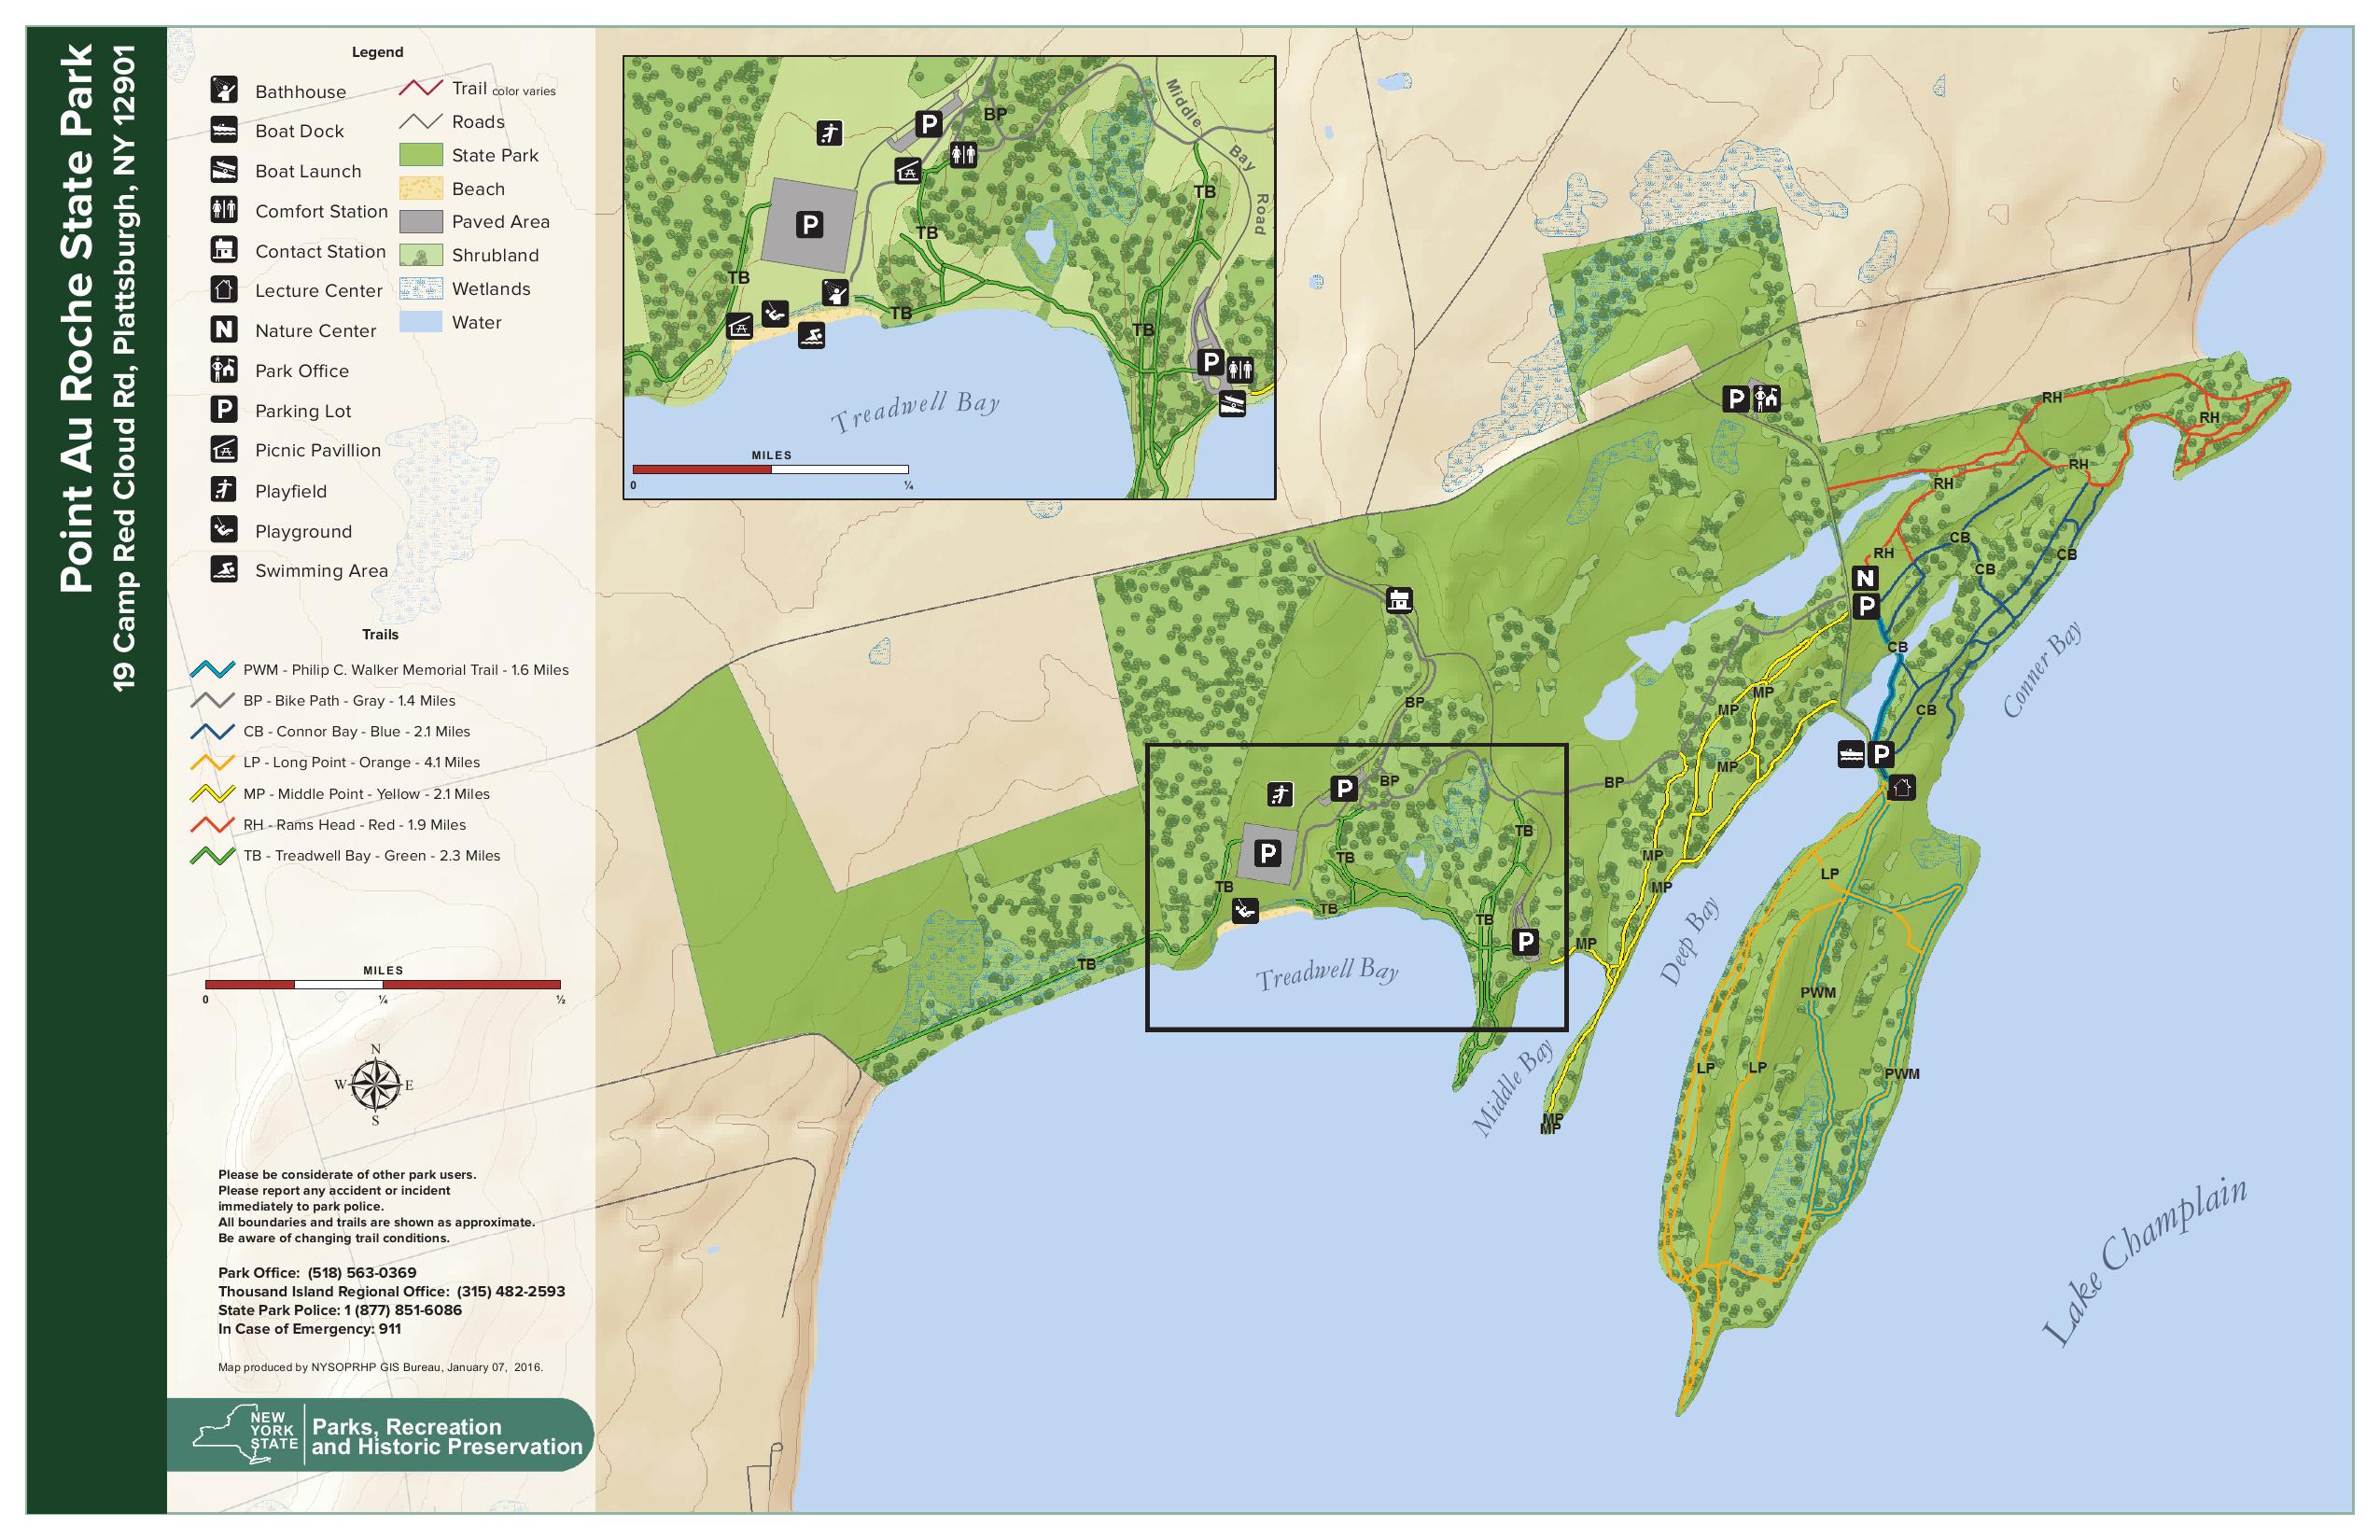 Point Au Roche State Park
19 Camp Red Cloud Rd, Plattsburgh, NY 12901
Legend
Bathhouse
Boat Dock
Boat Launch
Comfort Station
Contact Station
Lecture Center
N Nature Center
Park Office
P Parking Lot
Picnic Pavillion
Playfield
Playground
Swimming Area
Trail color varies
Roads
State Park
Beach
Paved Area
Shrubland
Wetlands
Water
Trails
PWM - Philip C. Walker Memorial Trail - 1.6 Miles
BP - Bike Path - Gray - 1.4 Miles
CB - Connor Bay - Blue - 2.1 Miles
LP - Long Point - Orange - 4.1 Miles
MP - Middle Point - Yellow - 2.1 Miles
RH - Rams Head - Red - 1.9 Miles
TB - Treadwell Bay - Green - 2.3 Miles
MILES
0 ¼ ½
N
W E
S
Please be considerate of other park users.
Please report any accident or incident
immediately to park police.
All boundaries and trails are shown as approximate.
Be aware of changing trail conditions.
Park Office: (518) 563-0369
Thousand Island Regional Office: (315) 482-2593
State Park Police: 1 (877) 851-6086
In Case of Emergency: 911
Map produced by NYSOPRHP GIS Bureau, January 07, 2016.
NEW
YORK
STATE
Parks, Recreation
and Historic Preservation
Middle Bay Road
BP
P
TB
TB
P
TB
TB
TB
P
Treadwell Bay
MILES
0 ¼
P
RH
RH
RH
RH
RH
CB
CB
CB
N
P
CB
CB
Conner Bay
MP
MP
MP
BP
BP
BP
P
P
P
TB
TB
TB
TB
TB
TB
P
MP
MP
MP
Treadwell Bay
Deep Bay
Middle Bay
MP
MP
LP
PWM
LP
LP
PWM
Lake Champlain